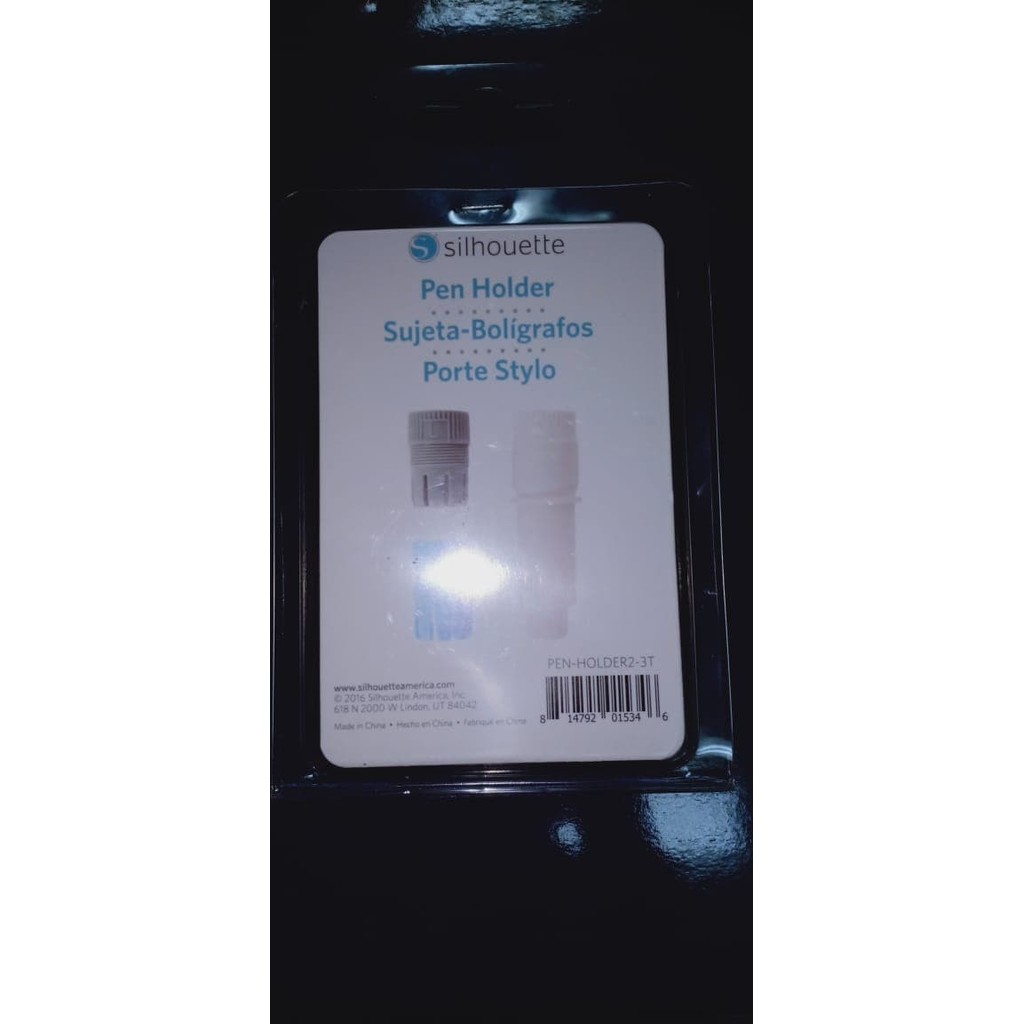 silhouette
Pen Holder
Sujeta-Bolígrafos
Porte Stylo
PEN-HOLDER2-3T
www.silhouetteamerica.com
© 2016 Silhouette America, Inc.
618 N 2000 W Lindon, UT 84042
Made in China • Hecho en China • Fabriqué en Chine
8 14792 01534 6